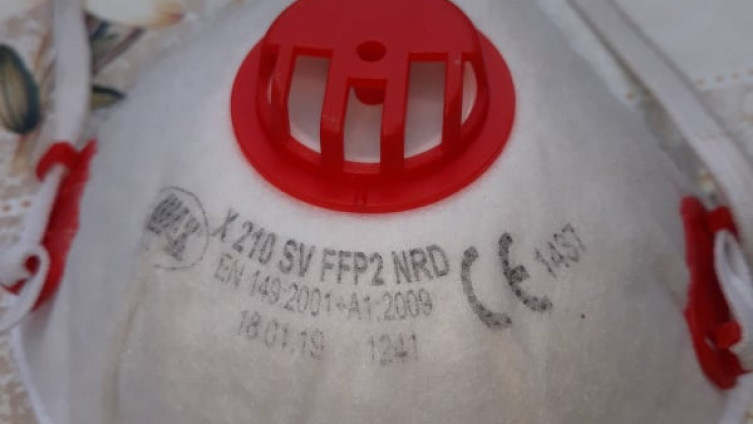 X 210 SV FFP2 NRD
EN 149:2001+A1:2009
18.01.19 1241
CE 1437